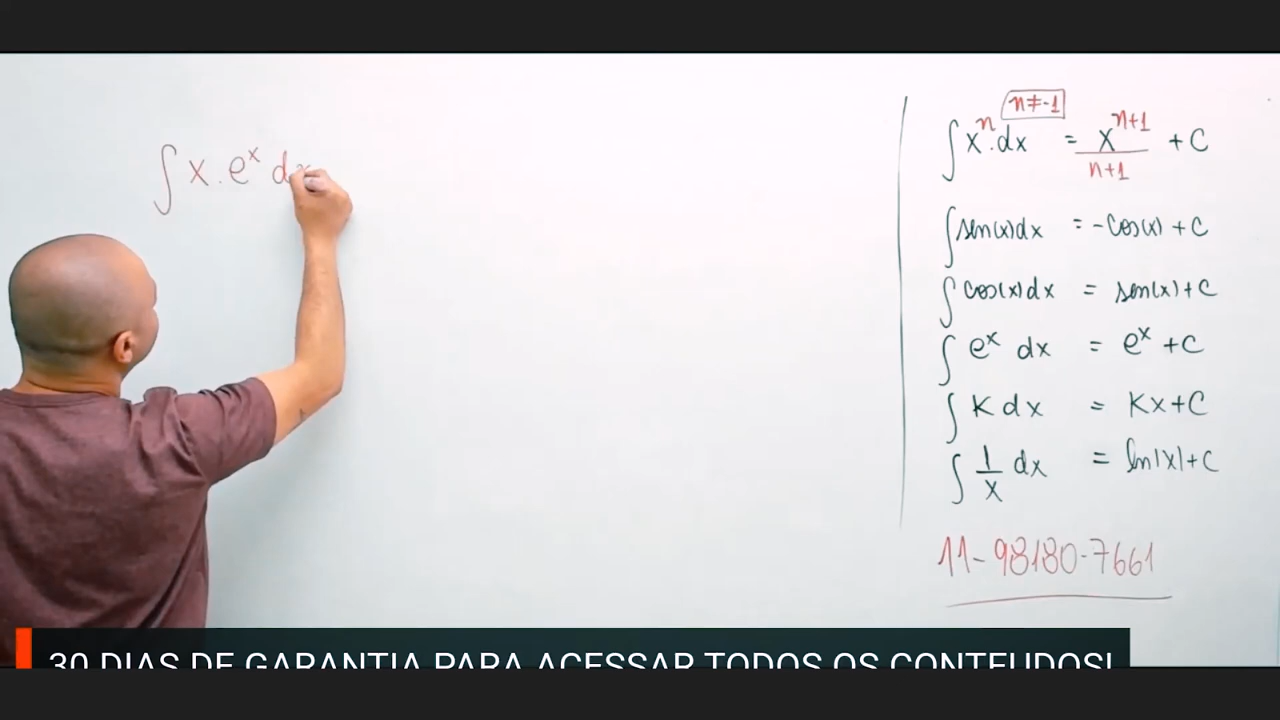 ∫ x . eˣ dx
n ≠ -1
∫ xⁿ . dx = xⁿ⁺¹ / n+1 + C
∫ sen(x) dx = -cos(x) + C
∫ cos(x) dx = sen(x) + C
∫ eˣ dx = eˣ + C
∫ K dx = Kx + C
∫ 1/x dx = ln|x| + C
11-98180-7661
30 DIAS DE GARANTIA PARA ACESSAR TODOS OS CONTEUDOS!